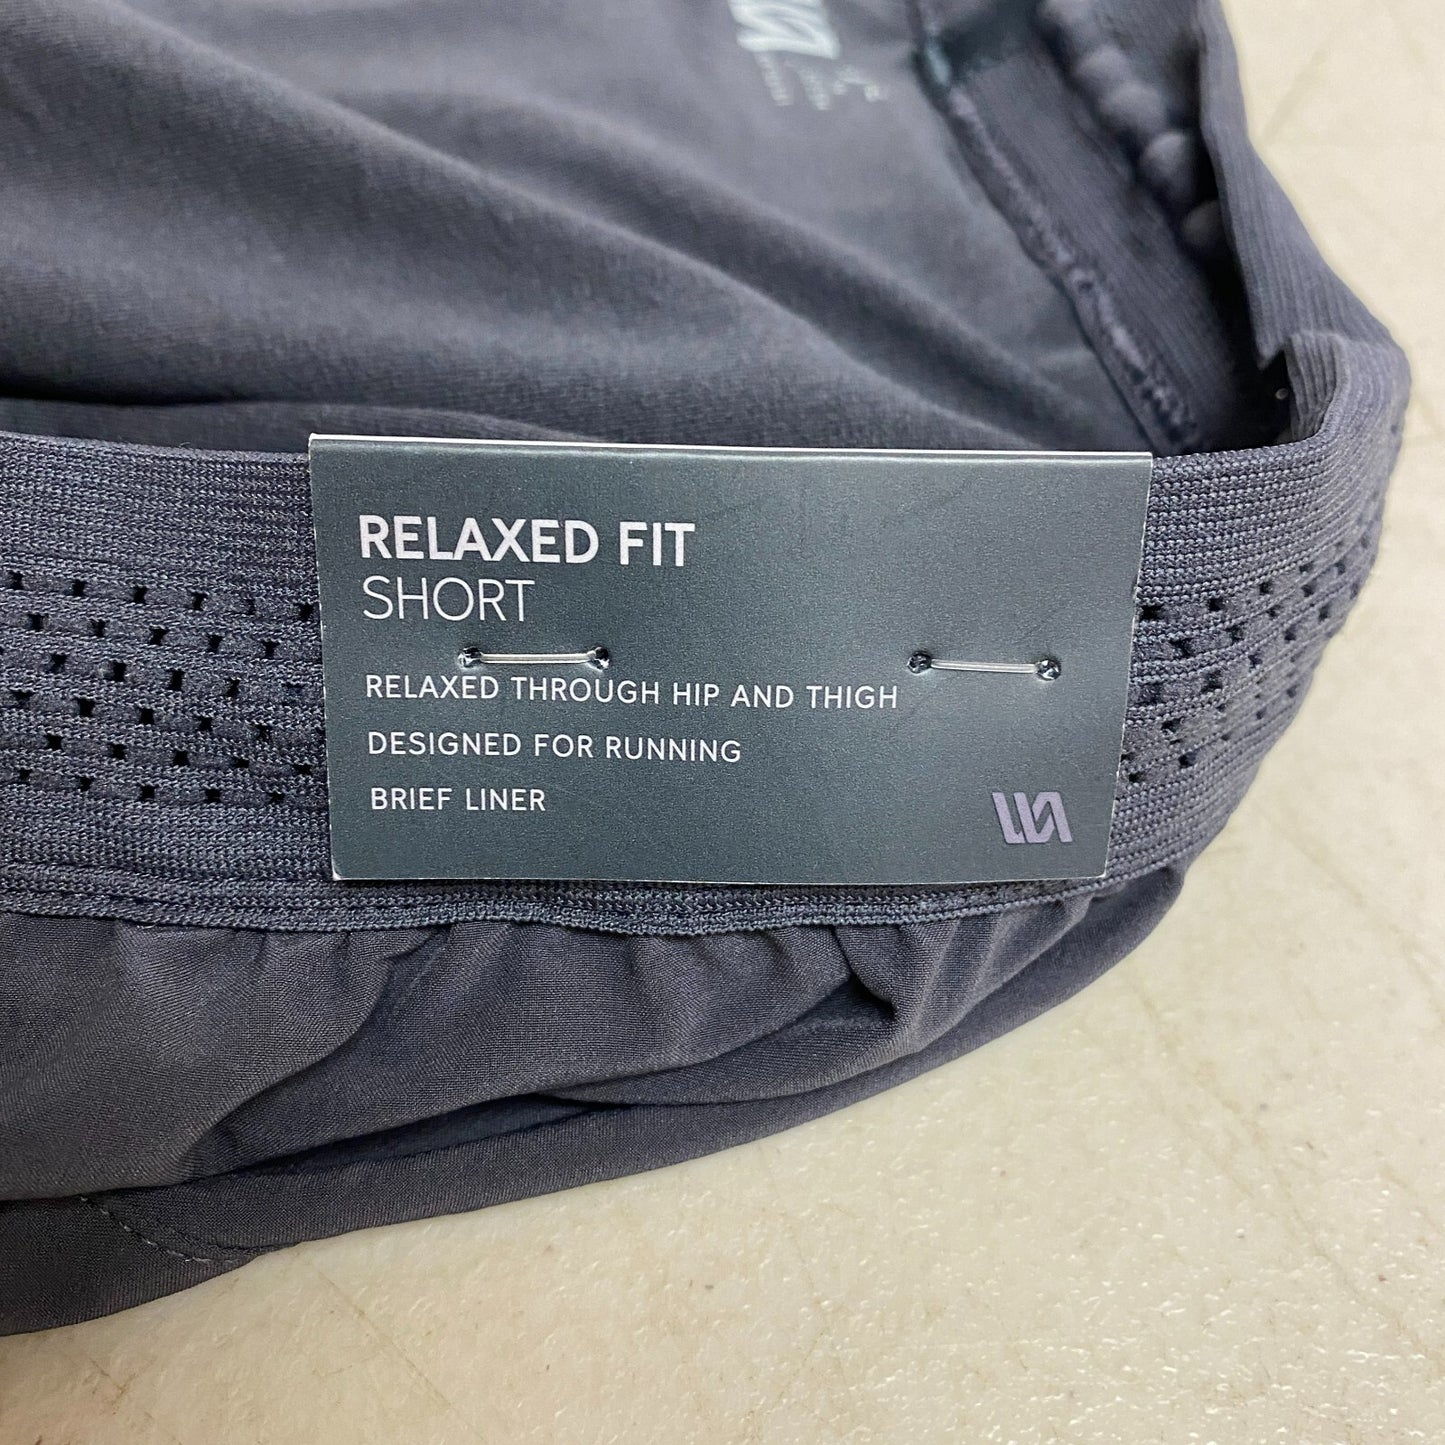 RELAXED FIT
SHORT
RELAXED THROUGH HIP AND THIGH
DESIGNED FOR RUNNING
BRIEF LINER